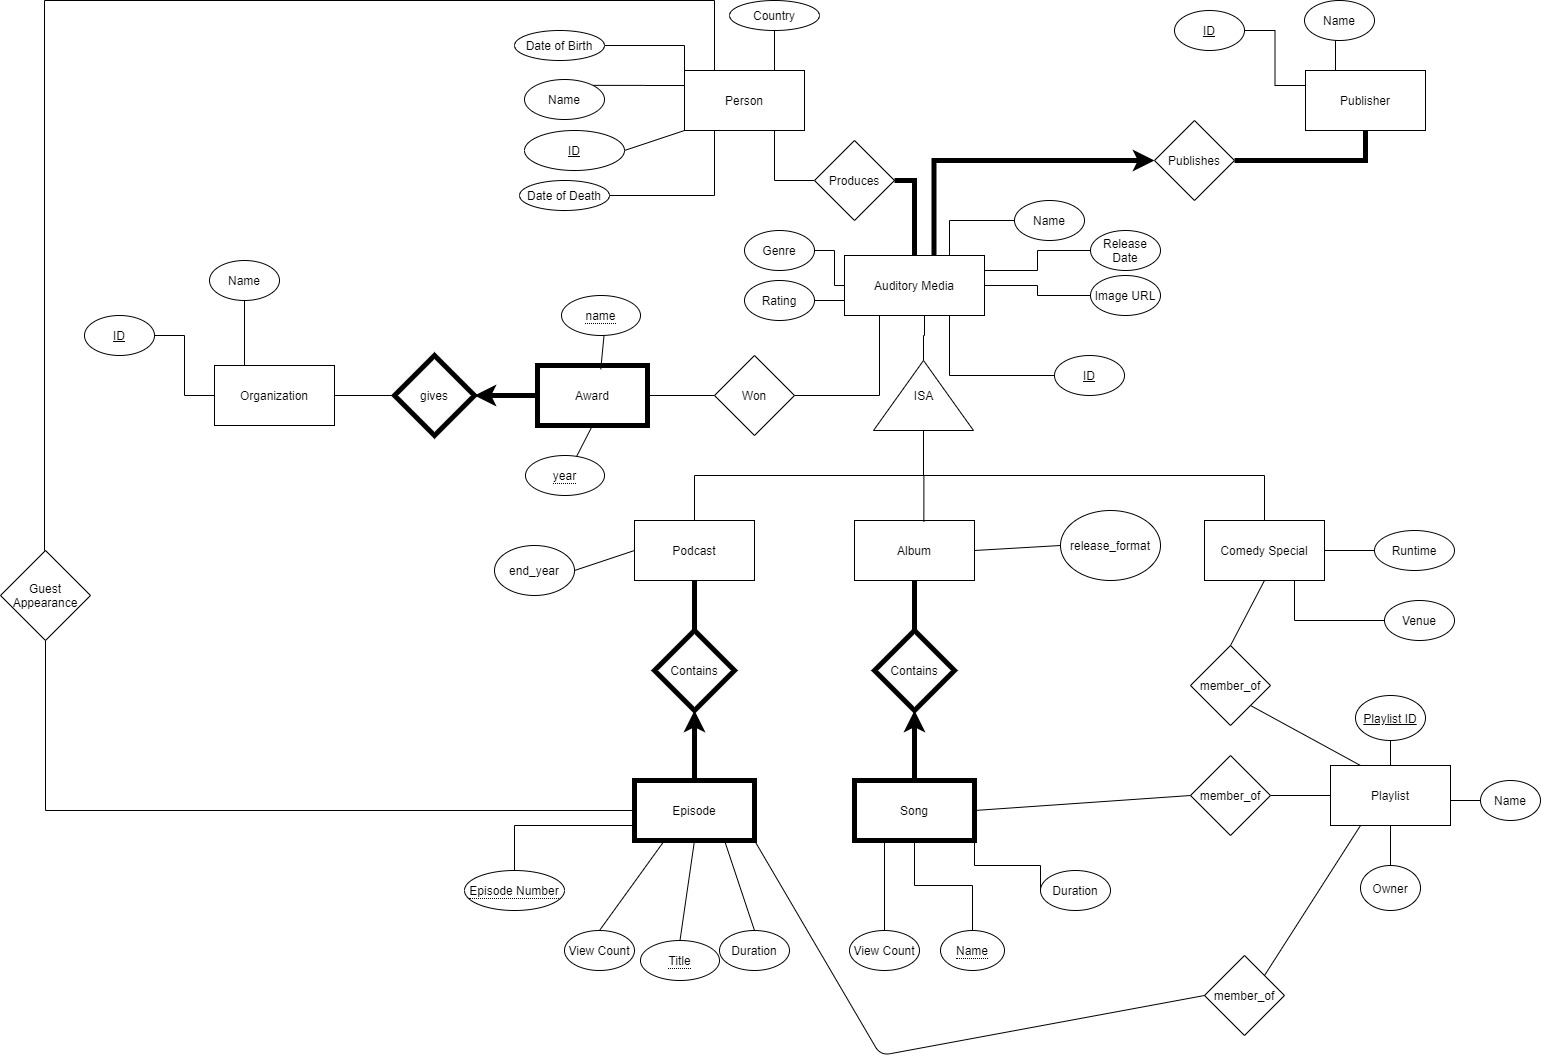 Country
Date of Birth
Name
ID
Date of Death
Person
Produces
ID
Name
Publisher
Publishes
Name
Release
Date
Image URL
Genre
Rating
Auditory Media
ID
ISA
Name
ID
Organization
gives
name
Award
year
Won
Guest
Appearance
end_year
Podcast
Album
release_format
Comedy Special
Runtime
Venue
Contains
Contains
member_of
Playlist ID
Episode
Song
member_of
Playlist
Name
Episode Number
View Count
Title
Duration
View Count
Name
Duration
Owner
member_of